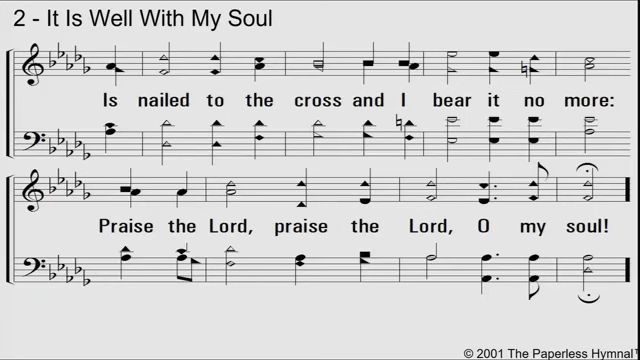 2 - It Is Well With My Soul
Is nailed to the cross and I bear it no more:
Praise the Lord, praise the Lord, O my soul!
© 2001 The Paperless Hymnal™